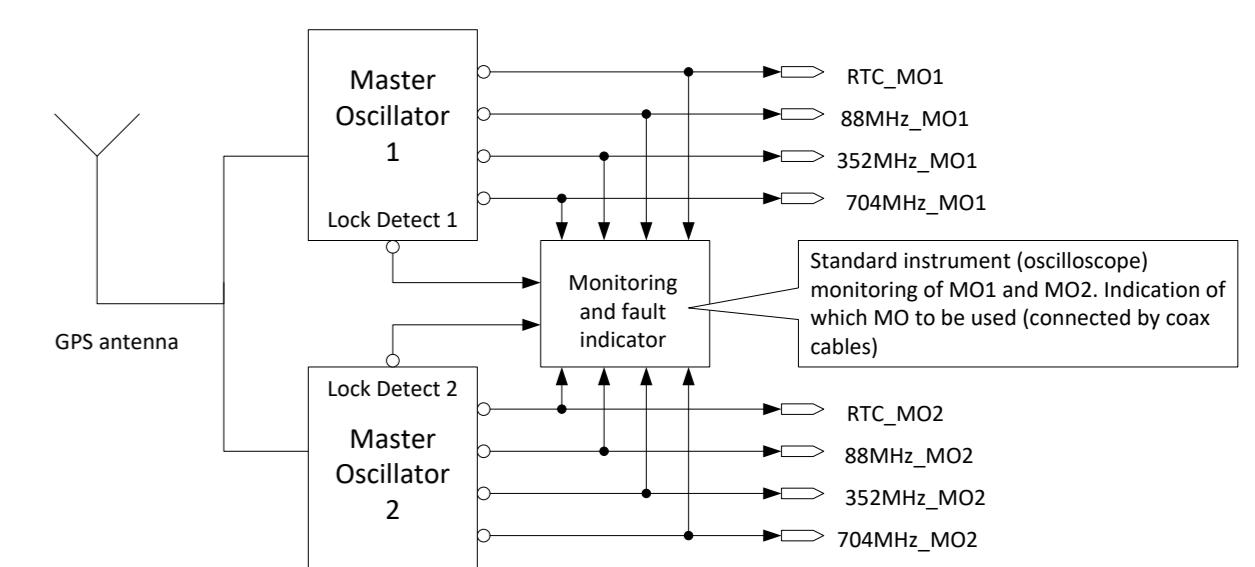 Master
Oscillator
1
Lock Detect 1
RTC_MO1
88MHz_MO1
352MHz_MO1
704MHz_MO1
GPS antenna
Monitoring
and fault
indicator
Standard instrument (oscilloscope)
monitoring of MO1 and MO2. Indication of
which MO to be used (connected by coax
cables)
Lock Detect 2
Master
Oscillator
2
RTC_MO2
88MHz_MO2
352MHz_MO2
704MHz_MO2